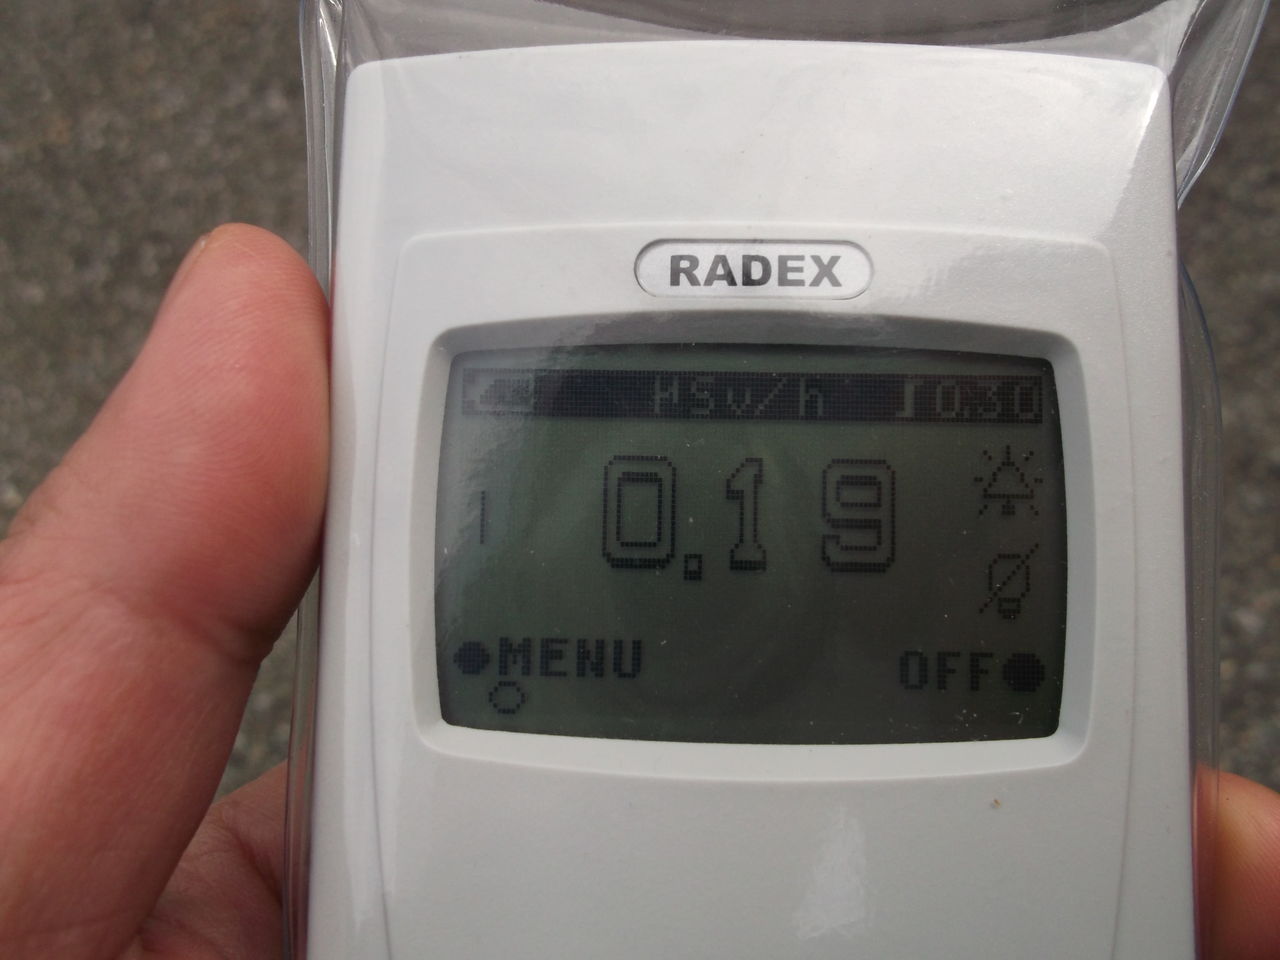 RADEX
µSv/h 0.30
0.19
MENU OFF